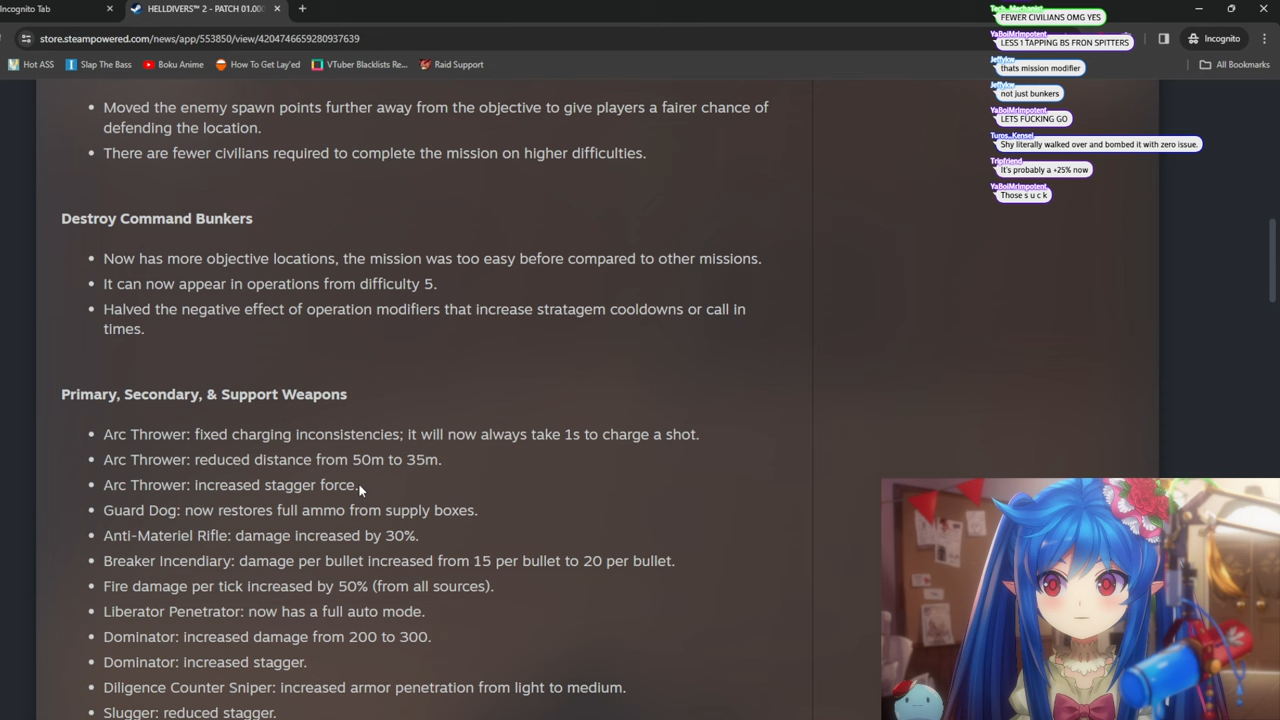 ncognito Tab
HELLDIVERS™ 2 - PATCH 01.00
store.steampowered.com/news/app/553850/view/4204746659280937639
Incognito
Hot ASS
Slap The Bass
Boku Anime
How To Get Lay'ed
VTuber Blacklists Re...
Raid Support
All Bookmarks
Moved the enemy spawn points further away from the objective to give players a fairer chance of
defending the location.
There are fewer civilians required to complete the mission on higher difficulties.
Destroy Command Bunkers
Now has more objective locations, the mission was too easy before compared to other missions.
It can now appear in operations from difficulty 5.
Halved the negative effect of operation modifiers that increase stratagem cooldowns or call in
times.
Primary, Secondary, & Support Weapons
Arc Thrower: fixed charging inconsistencies; it will now always take 1s to charge a shot.
Arc Thrower: reduced distance from 50m to 35m.
Arc Thrower: increased stagger force.
Guard Dog: now restores full ammo from supply boxes.
Anti-Materiel Rifle: damage increased by 30%.
Breaker Incendiary: damage per bullet increased from 15 per bullet to 20 per bullet.
Fire damage per tick increased by 50% (from all sources).
Liberator Penetrator: now has a full auto mode.
Dominator: increased damage from 200 to 300.
Dominator: increased stagger.
Diligence Counter Sniper: increased armor penetration from light to medium.
Slugger: reduced stagger.
Tech_Mechanist
FEWER CIVILIANS OMG YES
YaBoiMrImpotent
LESS 1 TAPPING BS FRON SPITTERS
thats mission modifier
not just bunkers
YaBoiMrImpotent
LETS FUCKING GO
Turos_Kensei
Shy literally walked over and bombed it with zero issue.
Tripfriend
It's probably a +25% now
YaBoiMrImpotent
Those s u c k